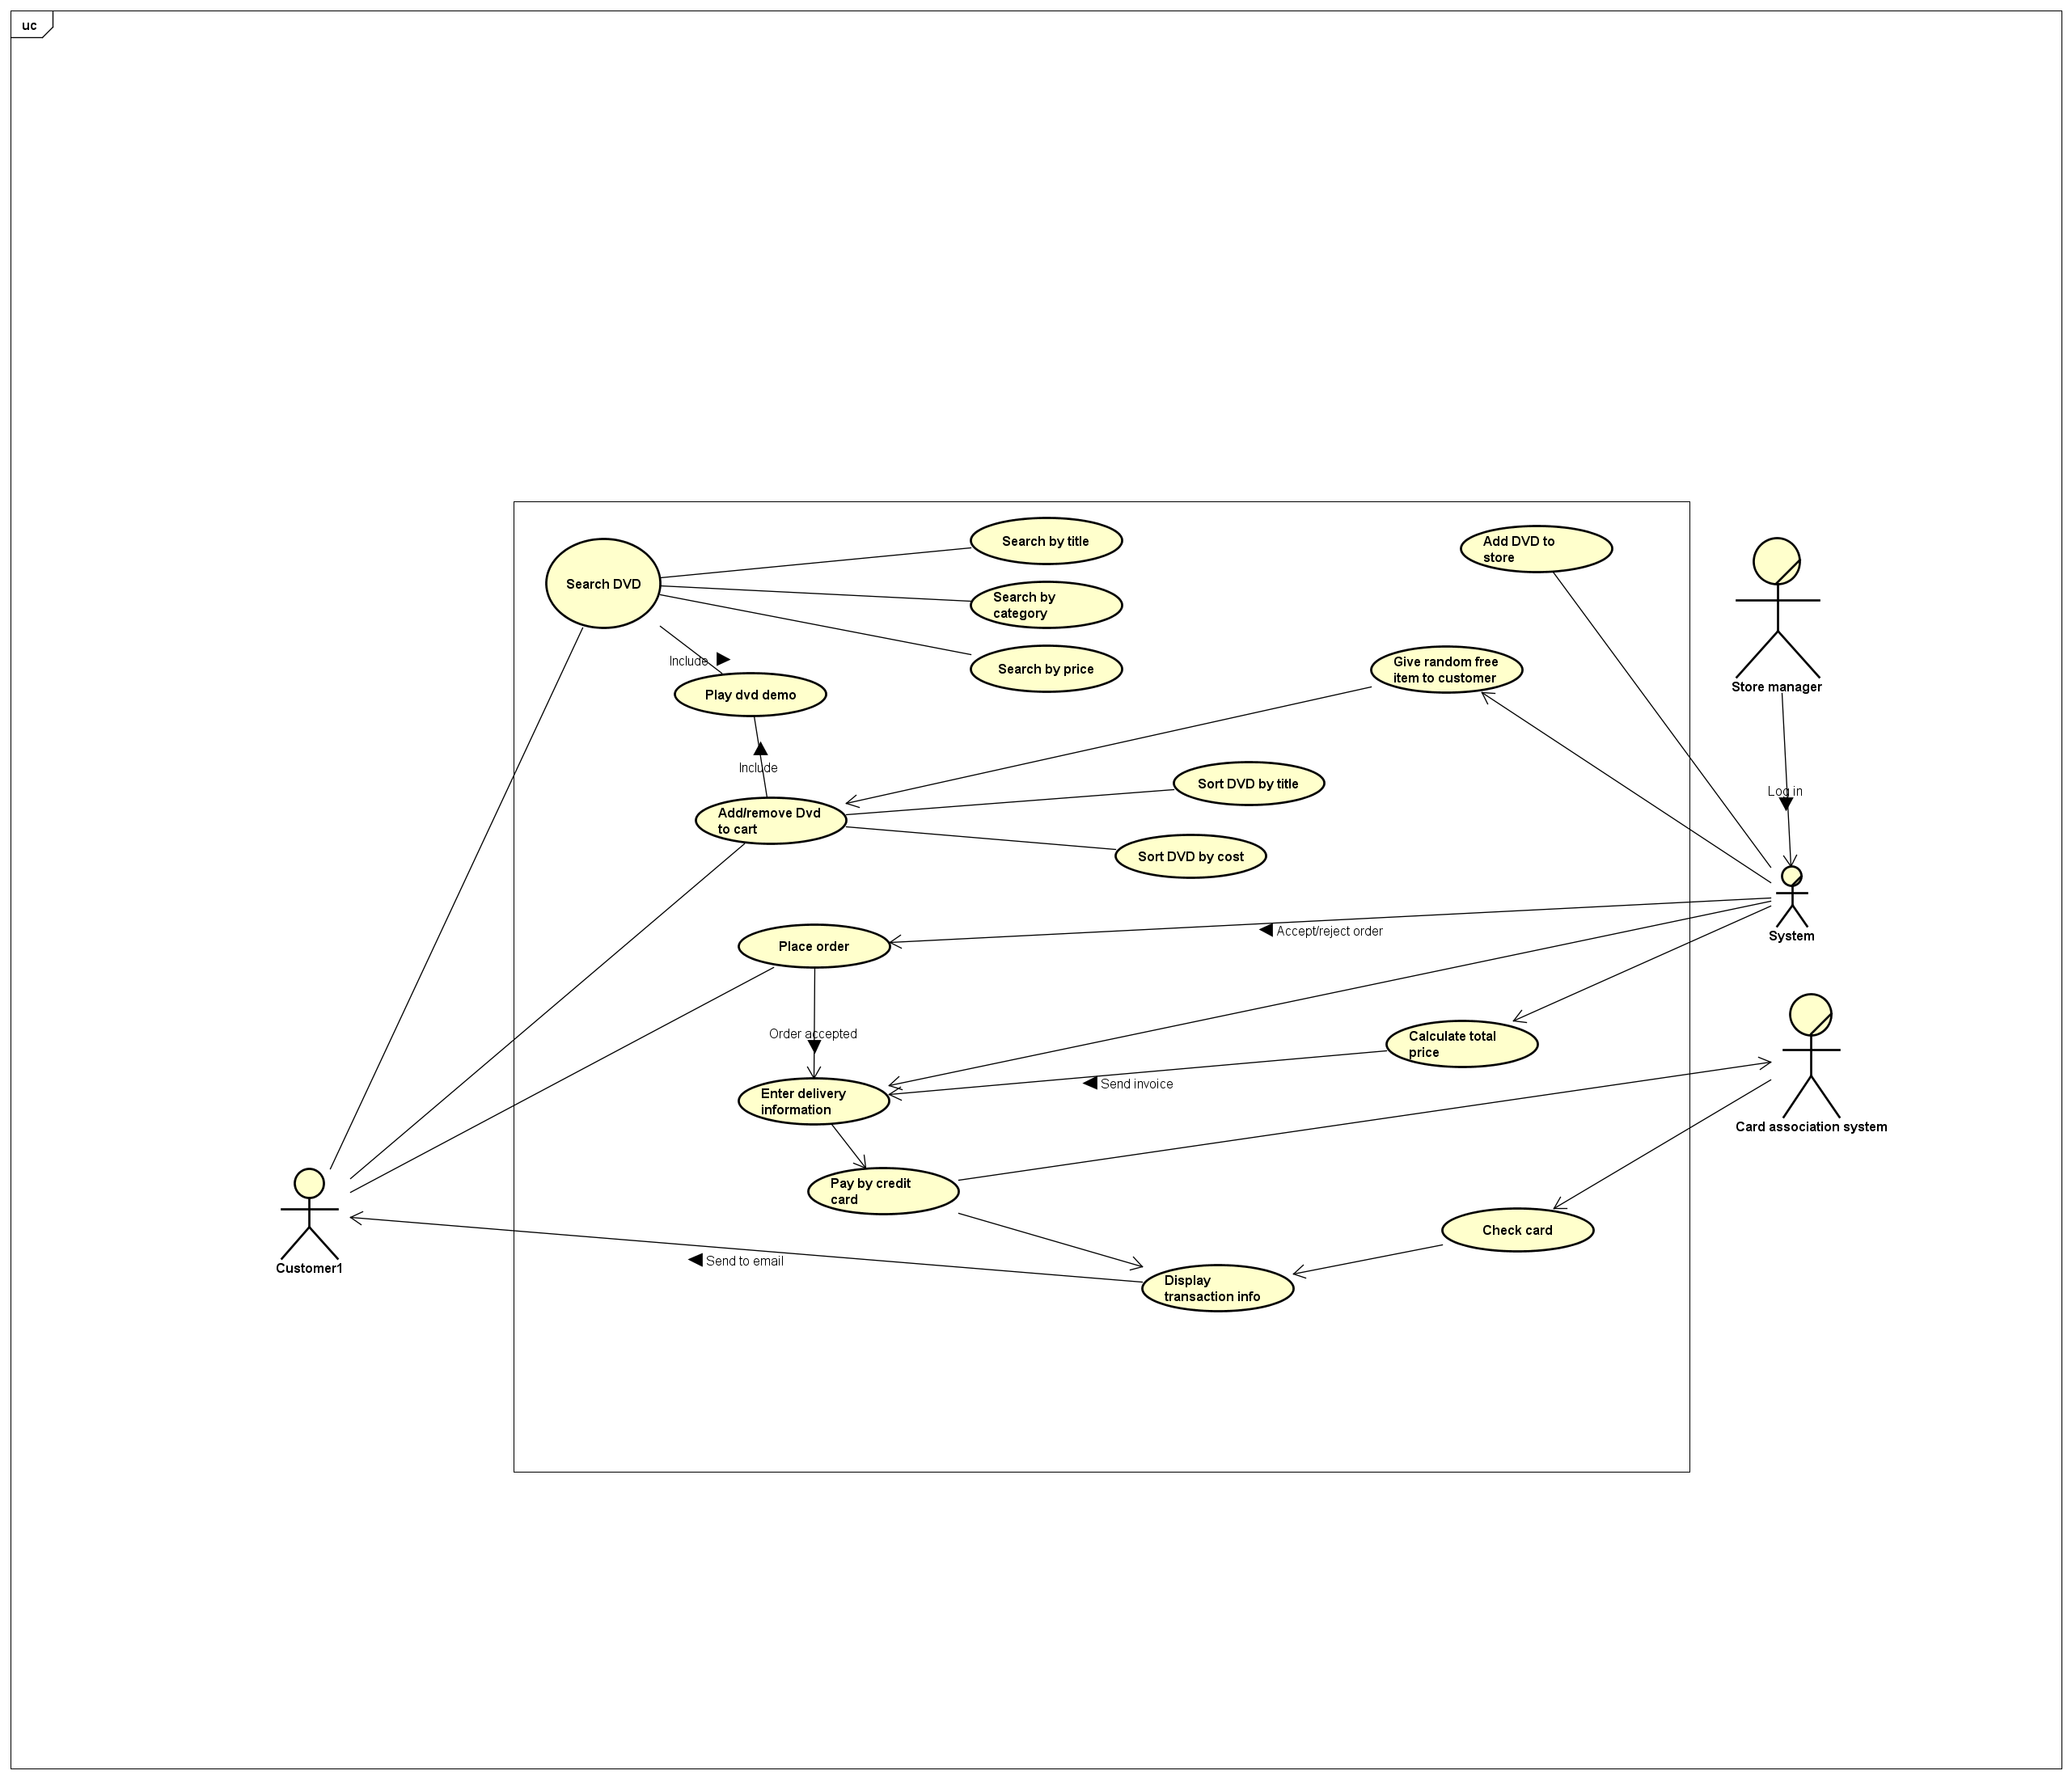 uc
Search by title
Add DVD to
store
Search DVD
Search by
category
Include
Search by price
Give random free
item to customer
Play dvd demo
Store manager
Include
Sort DVD by title
Log in
Add/remove Dvd
to cart
Sort DVD by cost
Place order
Accept/reject order
System
Order accepted
Calculate total
price
Send invoice
Enter delivery
information
Card association system
Pay by credit
card
Check card
Customer1
Send to email
Display
transaction info